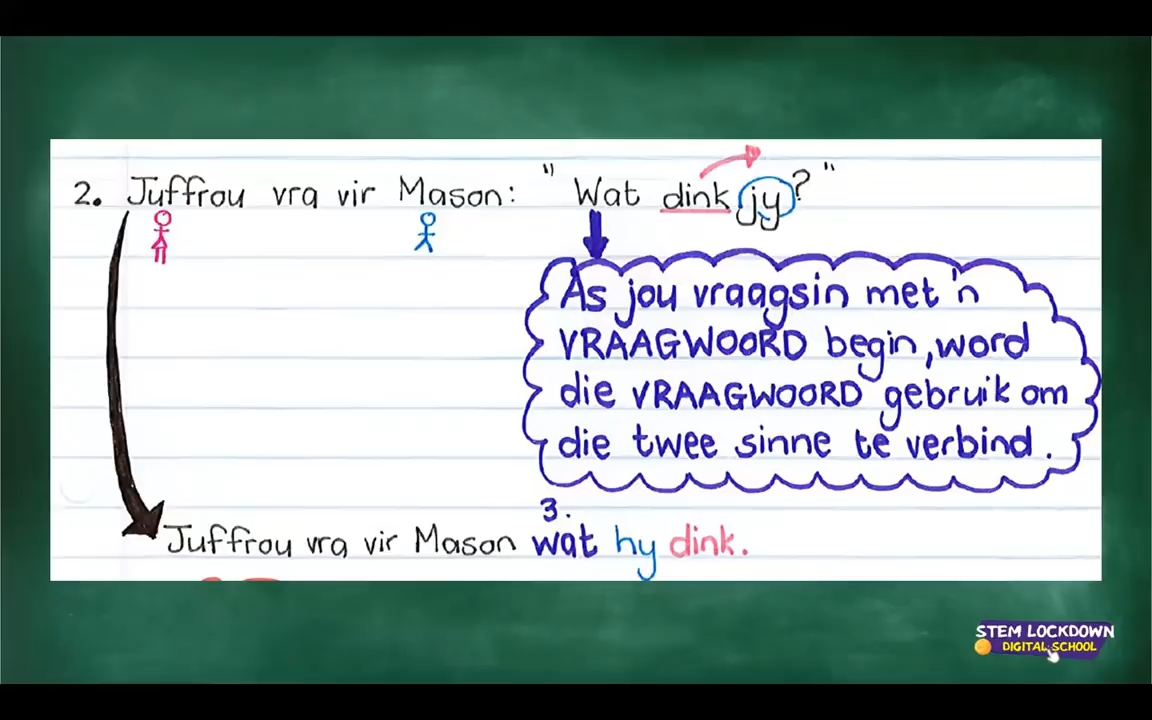 2. Juffrou vra vir Mason: "Wat dink jy?"
As jou vraagsin met 'n
VRAAGWOORD begin, word
die VRAAGWOORD gebruik om
die twee sinne te verbind.
3.
Juffrou vra vir Mason wat hy dink.
STEM LOCKDOWN
DIGITAL SCHOOL